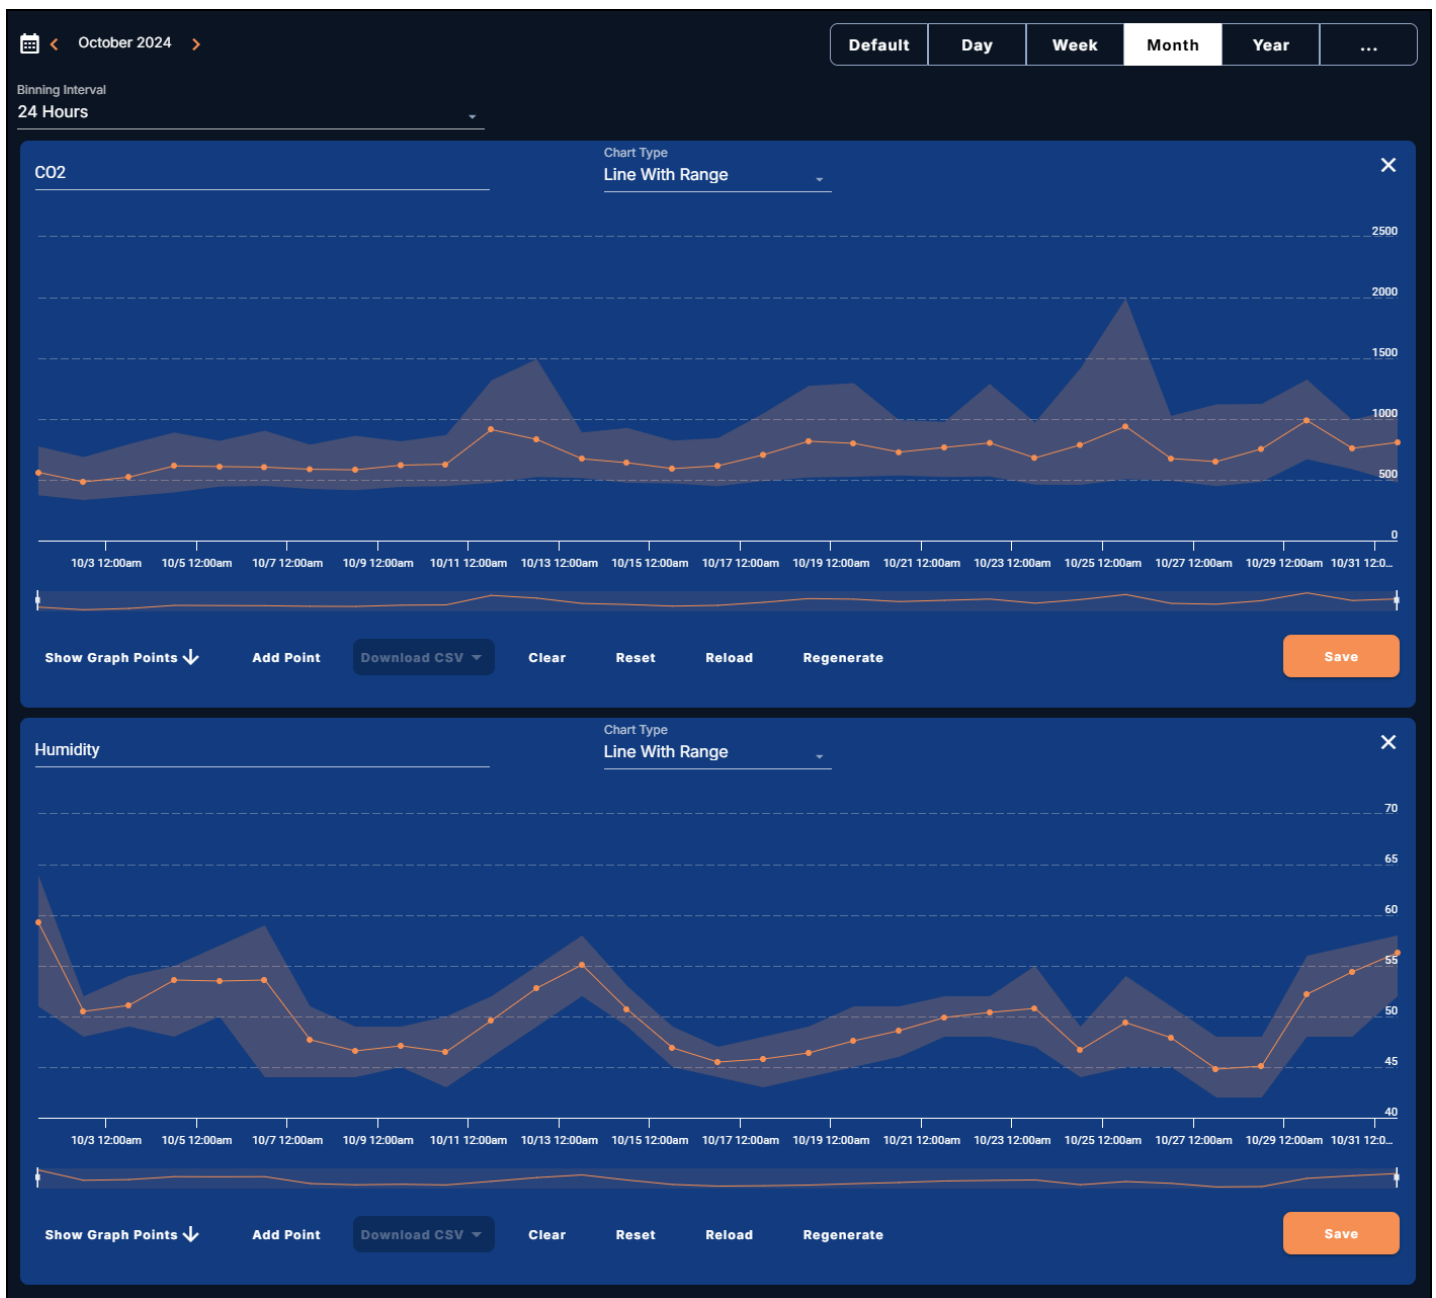 October 2024
Default Day Week Month Year ...
Binning Interval
24 Hours
Chart Type
CO2 Line With Range
2500
2000
1500
1000
500
0
10/3 12:00am 10/5 12:00am 10/7 12:00am 10/9 12:00am 10/11 12:00am 10/13 12:00am 10/15 12:00am 10/17 12:00am 10/19 12:00am 10/21 12:00am 10/23 12:00am 10/25 12:00am 10/27 12:00am 10/29 12:00am 10/31 12:0...
Show Graph Points Add Point Download CSV Clear Reset Reload Regenerate Save
Chart Type
Humidity Line With Range
70
65
60
55
50
45
40
10/3 12:00am 10/5 12:00am 10/7 12:00am 10/9 12:00am 10/11 12:00am 10/13 12:00am 10/15 12:00am 10/17 12:00am 10/19 12:00am 10/21 12:00am 10/23 12:00am 10/25 12:00am 10/27 12:00am 10/29 12:00am 10/31 12:0...
Show Graph Points Add Point Download CSV Clear Reset Reload Regenerate Save